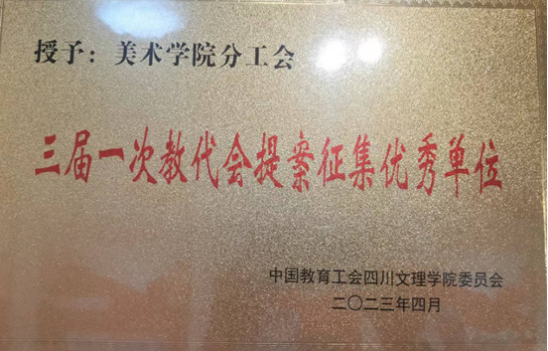 授予：美术学院分工会
三届一次教代会提案征集优秀单位
中国教育工会四川文理学院委员会
二〇二三年四月